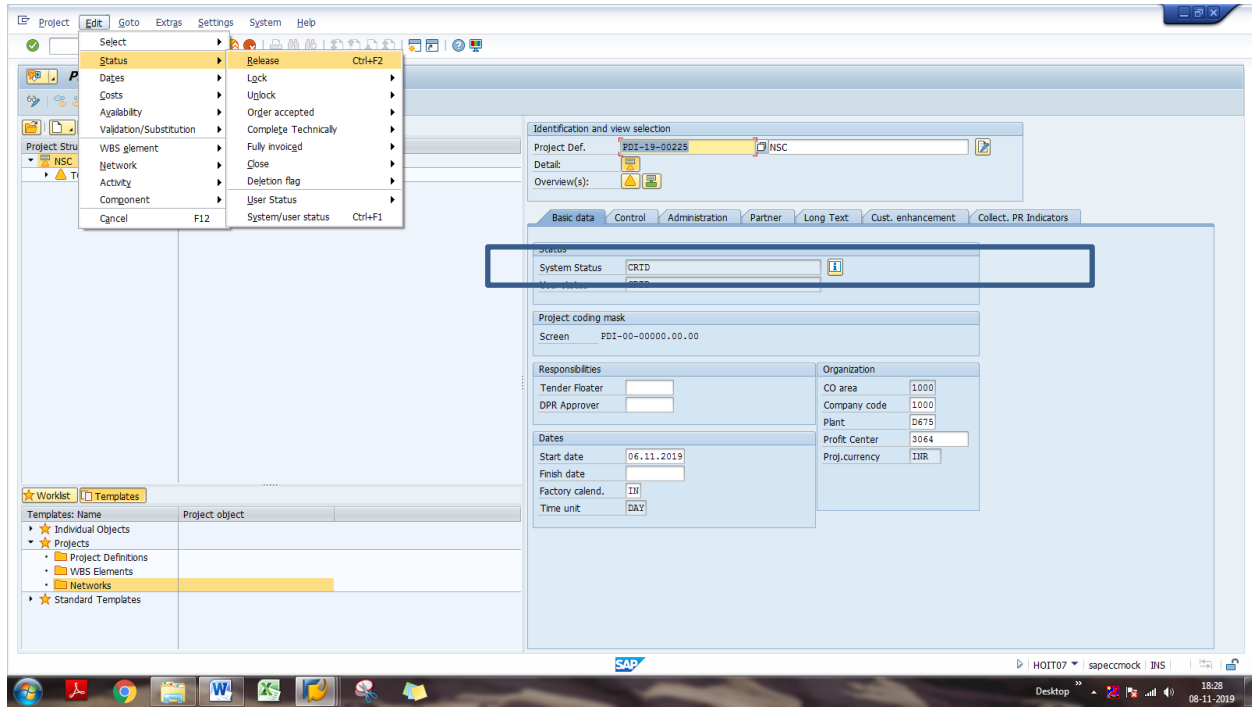 Project Edit Goto Extras Settings System Help
Select
Status
Dates
Costs
Availability
Validation/Substitution
WBS element
Network
Activity
Component
Cancel F12
Release Ctrl+F2
Lock
Unlock
Order accepted
Complete Technically
Fully invoiced
Close
Deletion flag
User Status
System/user status Ctrl+F1
Project Stru
NSC
Identification and view selection
Project Def. PDI-19-00225 NSC
Detail:
Overview(s):
Basic data Control Administration Partner Long Text Cust. enhancement Collect. PR Indicators
Status
System Status CRTD
User status CRTD
Project coding mask
Screen PDI-00-00000.00.00
Responsibilities
Tender Floater
DPR Approver
Dates
Start date 06.11.2019
Finish date
Factory calend. IN
Time unit DAY
Organization
CO area 1000
Company code 1000
Plant D675
Profit Center 3064
Proj.currency INR
Worklist Templates
Templates: Name Project object
Individual Objects
Projects
Project Definitions
WBS Elements
Networks
Standard Templates
SAP
HOIT07 sapeccmock INS
Desktop
18:28
08-11-2019